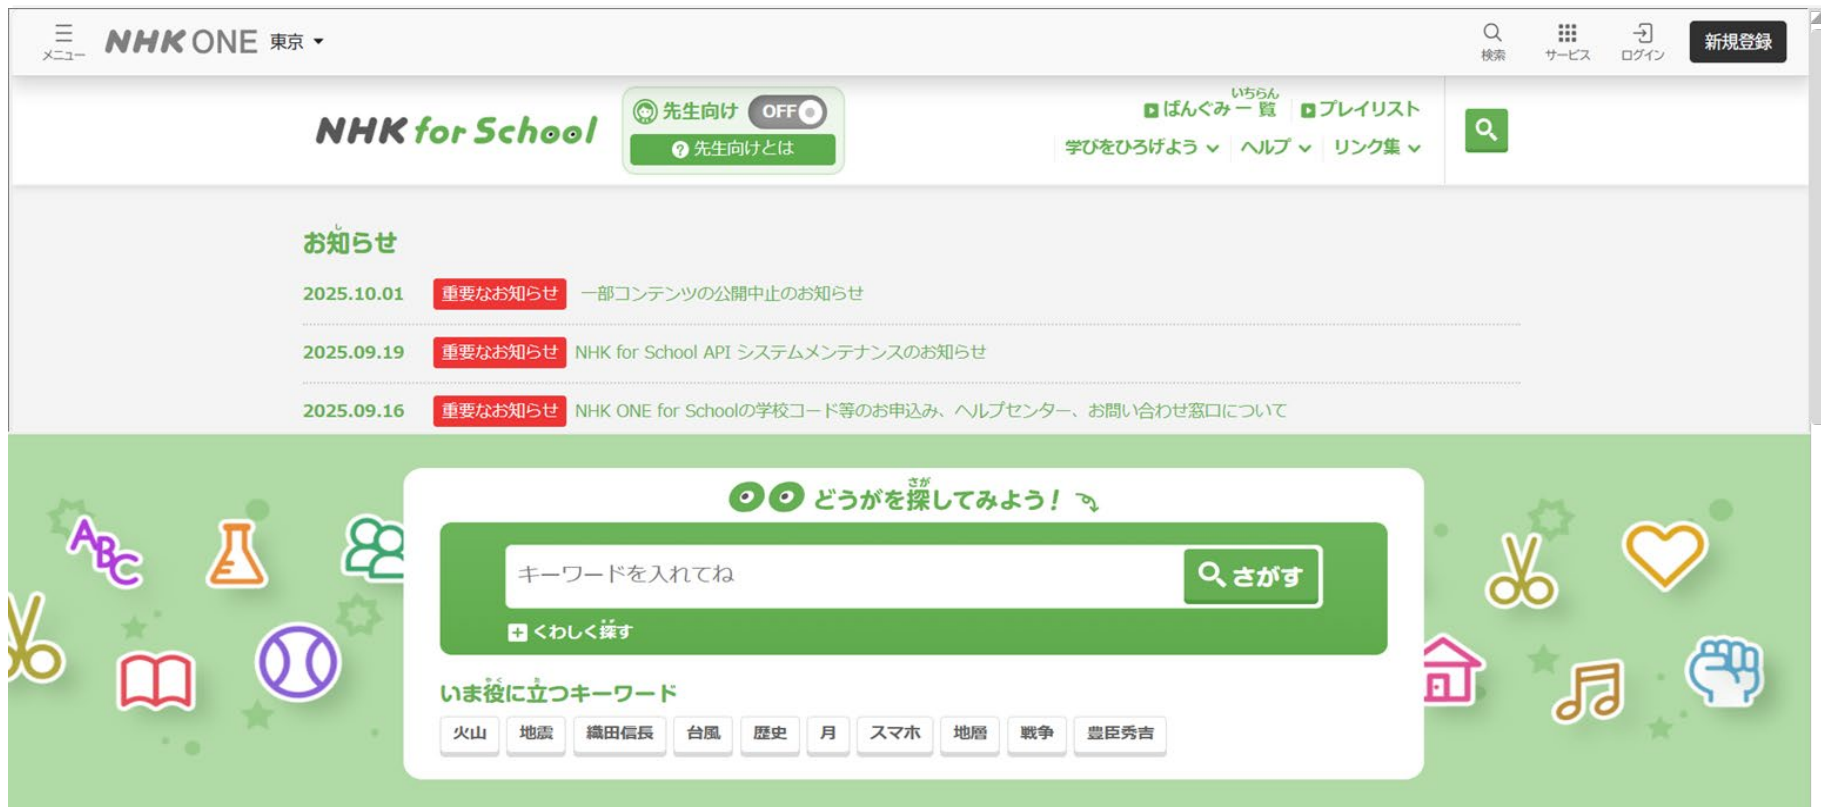 メニュー NHK ONE 東京 検索 サービス ログイン 新規登録
NHK for School
先生向け OFF
先生向けとは
いちらん
ばんぐみ一覧 プレイリスト
学びをひろげよう ヘルプ リンク集
し
お知らせ
2025.10.01 重要なお知らせ 一部コンテンツの公開中止のお知らせ
2025.09.19 重要なお知らせ NHK for School API システムメンテナンスのお知らせ
2025.09.16 重要なお知らせ NHK ONE for Schoolの学校コード等のお申込み、ヘルプセンター、お問い合わせ窓口について
さが
どうがを探してみよう!
キーワードを入れてね さがす
さが
くわしく探す
やく た
いま役に立つキーワード
火山 地震 織田信長 台風 歴史 月 スマホ 地層 戦争 豊臣秀吉
ABC